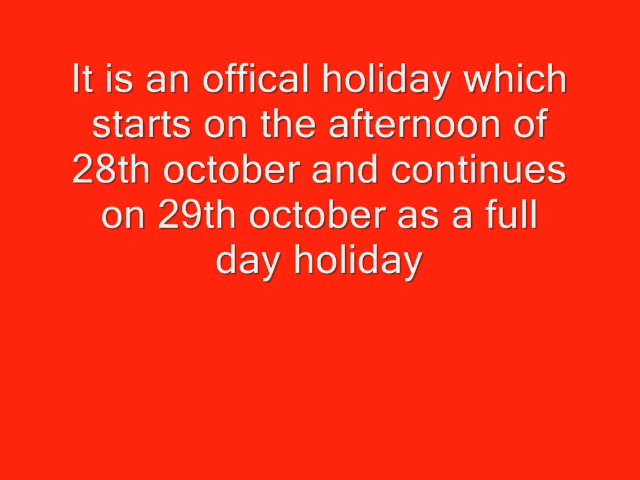 It is an offical holiday which
starts on the afternoon of
28th october and continues
on 29th october as a full
day holiday